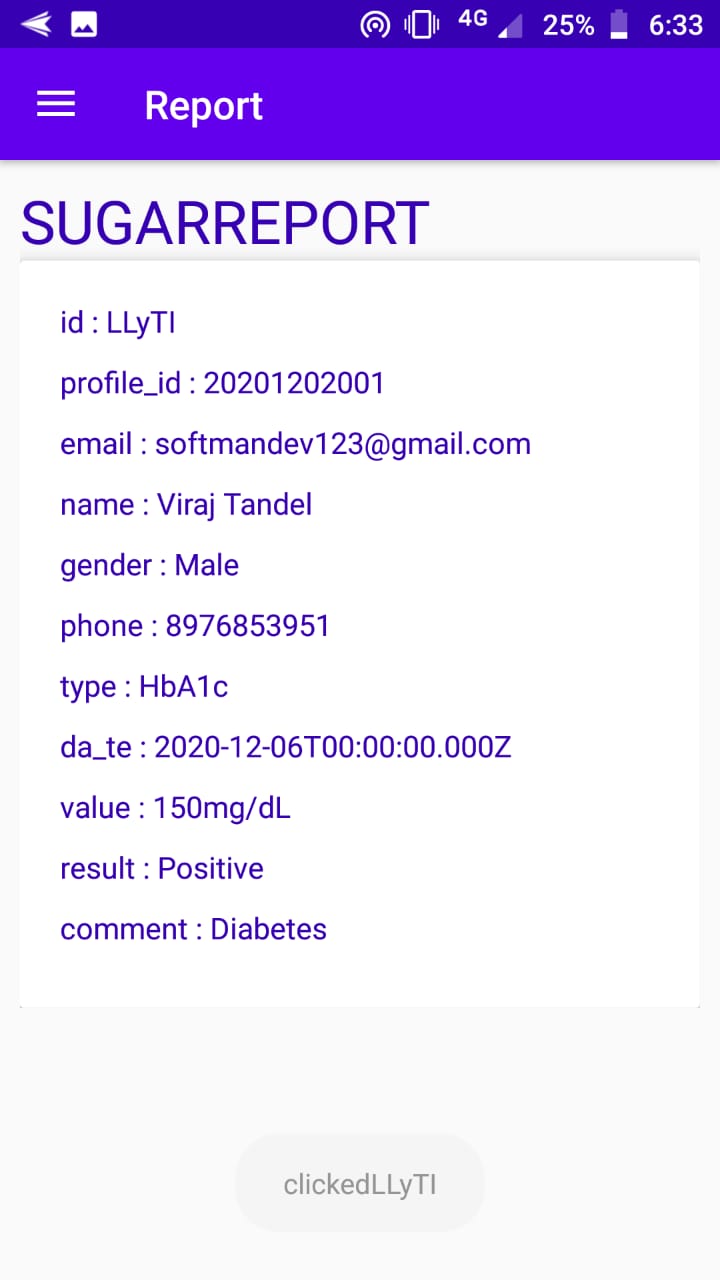 4G 25% 6:33
Report
SUGARREPORT
id : LLyTI
profile_id : 20201202001
email : softmandev123@gmail.com
name : Viraj Tandel
gender : Male
phone : 8976853951
type : HbA1c
da_te : 2020-12-06T00:00:00.000Z
value : 150mg/dL
result : Positive
comment : Diabetes
clickedLLyTI